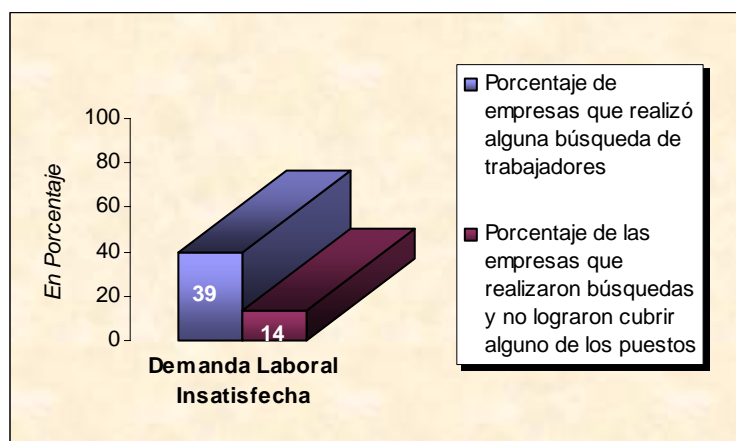 En Porcentaje
100
80
60
40
20
0
39
14
Demanda Laboral
Insatisfecha
Porcentaje de
empresas que realizó
alguna búsqueda de
trabajadores
Porcentaje de las
empresas que
realizaron búsquedas
y no lograron cubrir
alguno de los puestos